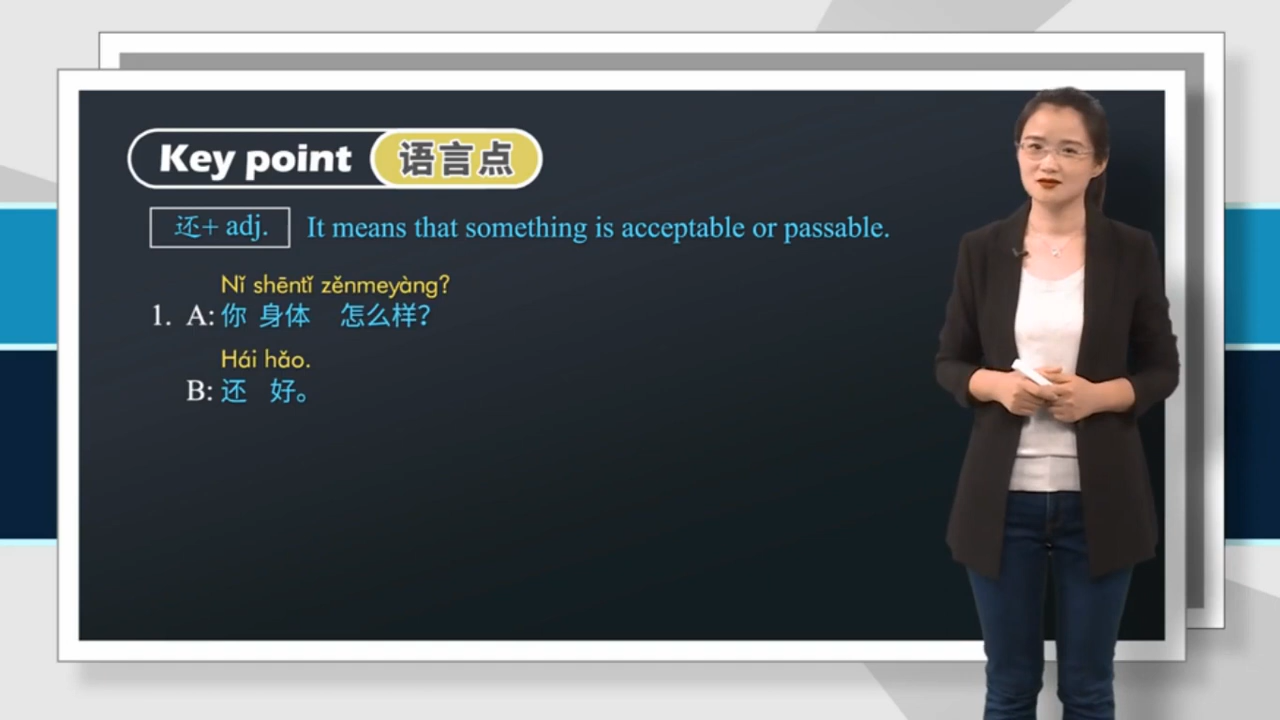 Key point 语言点
还+ adj. It means that something is acceptable or passable.
Nǐ shēntǐ zěnmeyàng?
1. A: 你 身体 怎么样?
Hái hǎo.
B: 还 好。